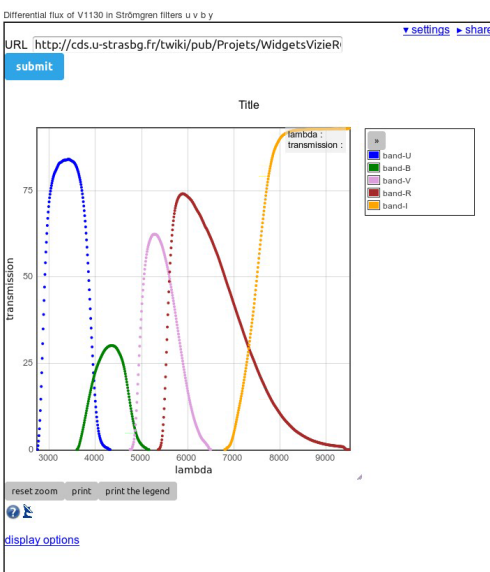 Differential flux of V1130 in Strömgren filters u v b y
▾ settings ▸ share
URL http://cds.u-strasbg.fr/twiki/pub/Projets/WidgetsVizieR
submit
Title
lambda :
transmission :
»
band-U
band-B
band-V
band-R
band-I
transmission
75
50
25
0
3000 4000 5000 6000 7000 8000 9000
lambda
reset zoom print print the legend
?
display options